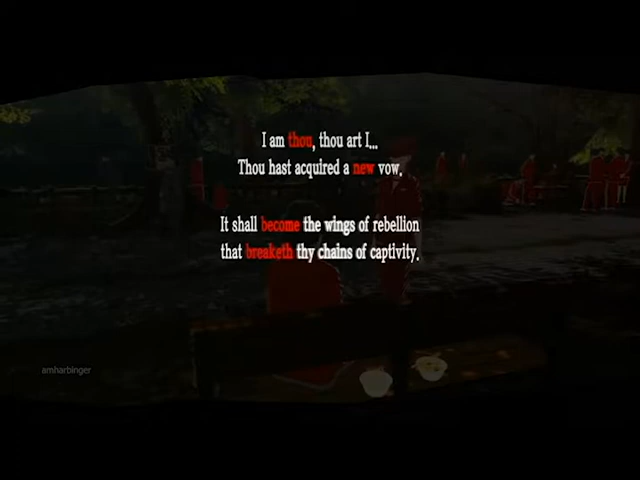 I am thou, thou art I...
Thou hast acquired a new vow.
It shall become the wings of rebellion
that breaketh thy chains of captivity.
amharbinger